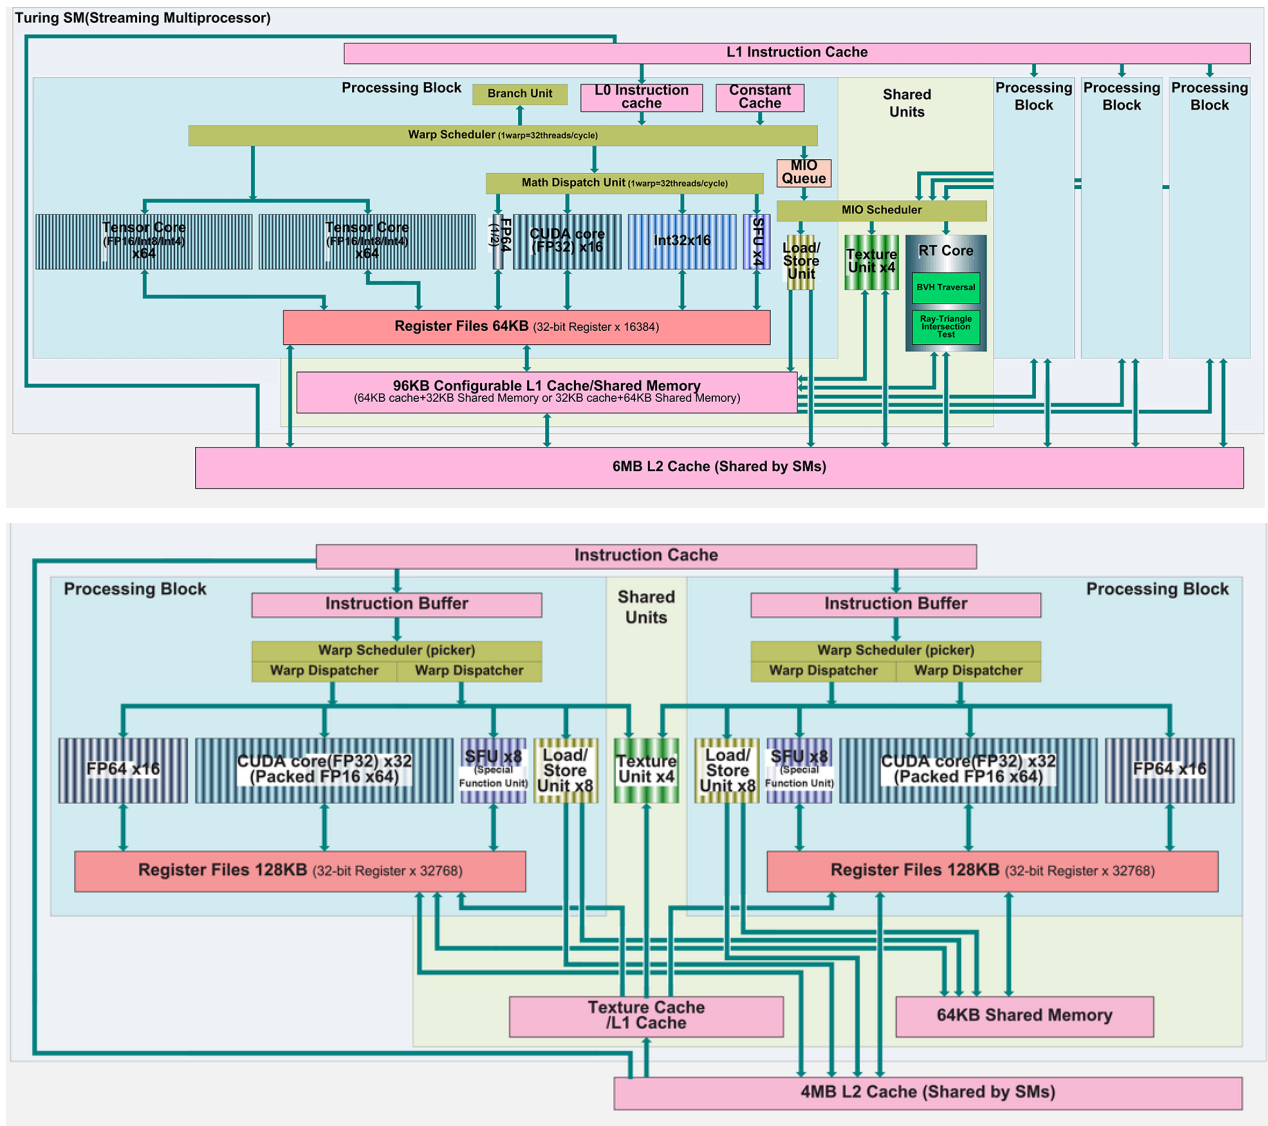 Turing SM(Streaming Multiprocessor)
L1 Instruction Cache
Processing Block
Branch Unit
L0 Instruction
cache
Constant
Cache
Shared
Units
Processing
Block
Processing
Block
Processing
Block
Warp Scheduler (1warp=32threads/cycle)
MIO
Queue
Math Dispatch Unit (1warp=32threads/cycle)
MIO Scheduler
Tensor Core
(FP16/Int8/Int4)
x64
Tensor Core
(FP16/Int8/Int4)
x64
FP64
(1/2)
CUDA core
(FP32) x16
Int32x16
SFU x4
Load/
Store
Unit
Texture
Unit x4
RT Core
BVH Traversal
Ray-Triangle
Intersection
Test
Register Files 64KB (32-bit Register x 16384)
96KB Configurable L1 Cache/Shared Memory
(64KB cache+32KB Shared Memory or 32KB cache+64KB Shared Memory)
6MB L2 Cache (Shared by SMs)
Instruction Cache
Processing Block
Instruction Buffer
Warp Scheduler (picker)
Warp Dispatcher
Warp Dispatcher
Shared
Units
Processing Block
Instruction Buffer
Warp Scheduler (picker)
Warp Dispatcher
Warp Dispatcher
FP64 x16
CUDA core(FP32) x32
(Packed FP16 x64)
SFU x8
(Special
Function Unit)
Load/
Store
Unit x8
Texture
Unit x4
Load/
Store
Unit x8
SFU x8
(Special
Function Unit)
CUDA core(FP32) x32
(Packed FP16 x64)
FP64 x16
Register Files 128KB (32-bit Register x 32768)
Register Files 128KB (32-bit Register x 32768)
Texture Cache
/L1 Cache
64KB Shared Memory
4MB L2 Cache (Shared by SMs)